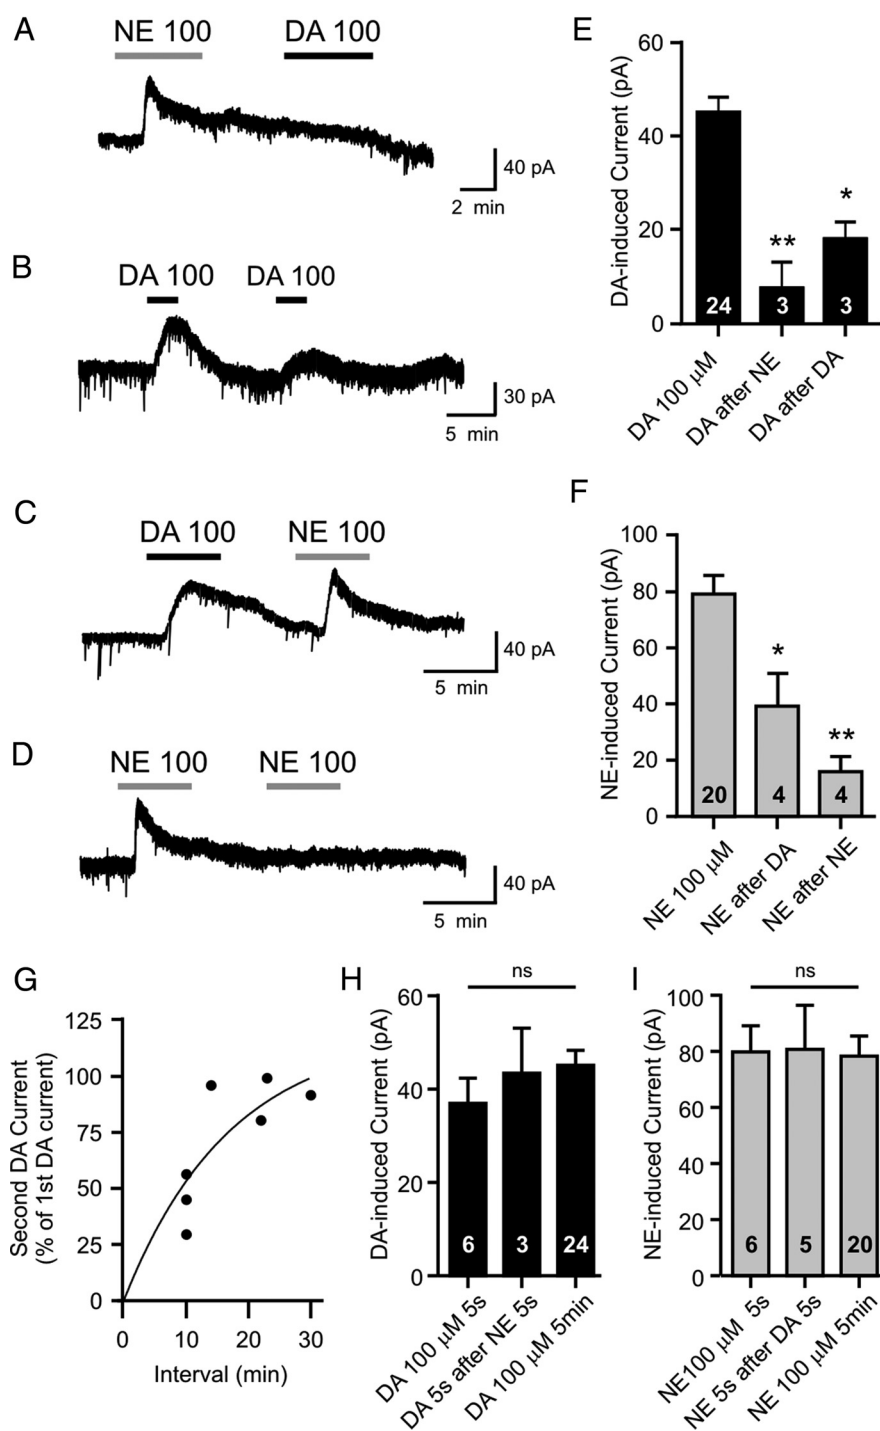 A
NE 100
DA 100
40 pA
2 min
B
DA 100
DA 100
30 pA
5 min
C
DA 100
NE 100
40 pA
5 min
D
NE 100
NE 100
40 pA
5 min
E
DA-induced Current (pA)
60
40
20
0
**
*
24
3
3
DA 100 µM
DA after NE
DA after DA
F
NE-induced Current (pA)
100
80
60
40
20
0
*
**
20
4
4
NE 100 µM
NE after DA
NE after NE
G
Second DA Current
(% of 1st DA current)
125
100
75
50
25
0
0
10
20
30
Interval (min)
H
DA-induced Current (pA)
60
40
20
0
ns
6
3
24
DA 100 µM 5s
DA 5s after NE 5s
DA 100 µM 5min
I
NE-induced Current (pA)
100
80
60
40
20
0
ns
6
5
20
NE100 µM 5s
NE 5s after DA 5s
NE 100 µM 5min